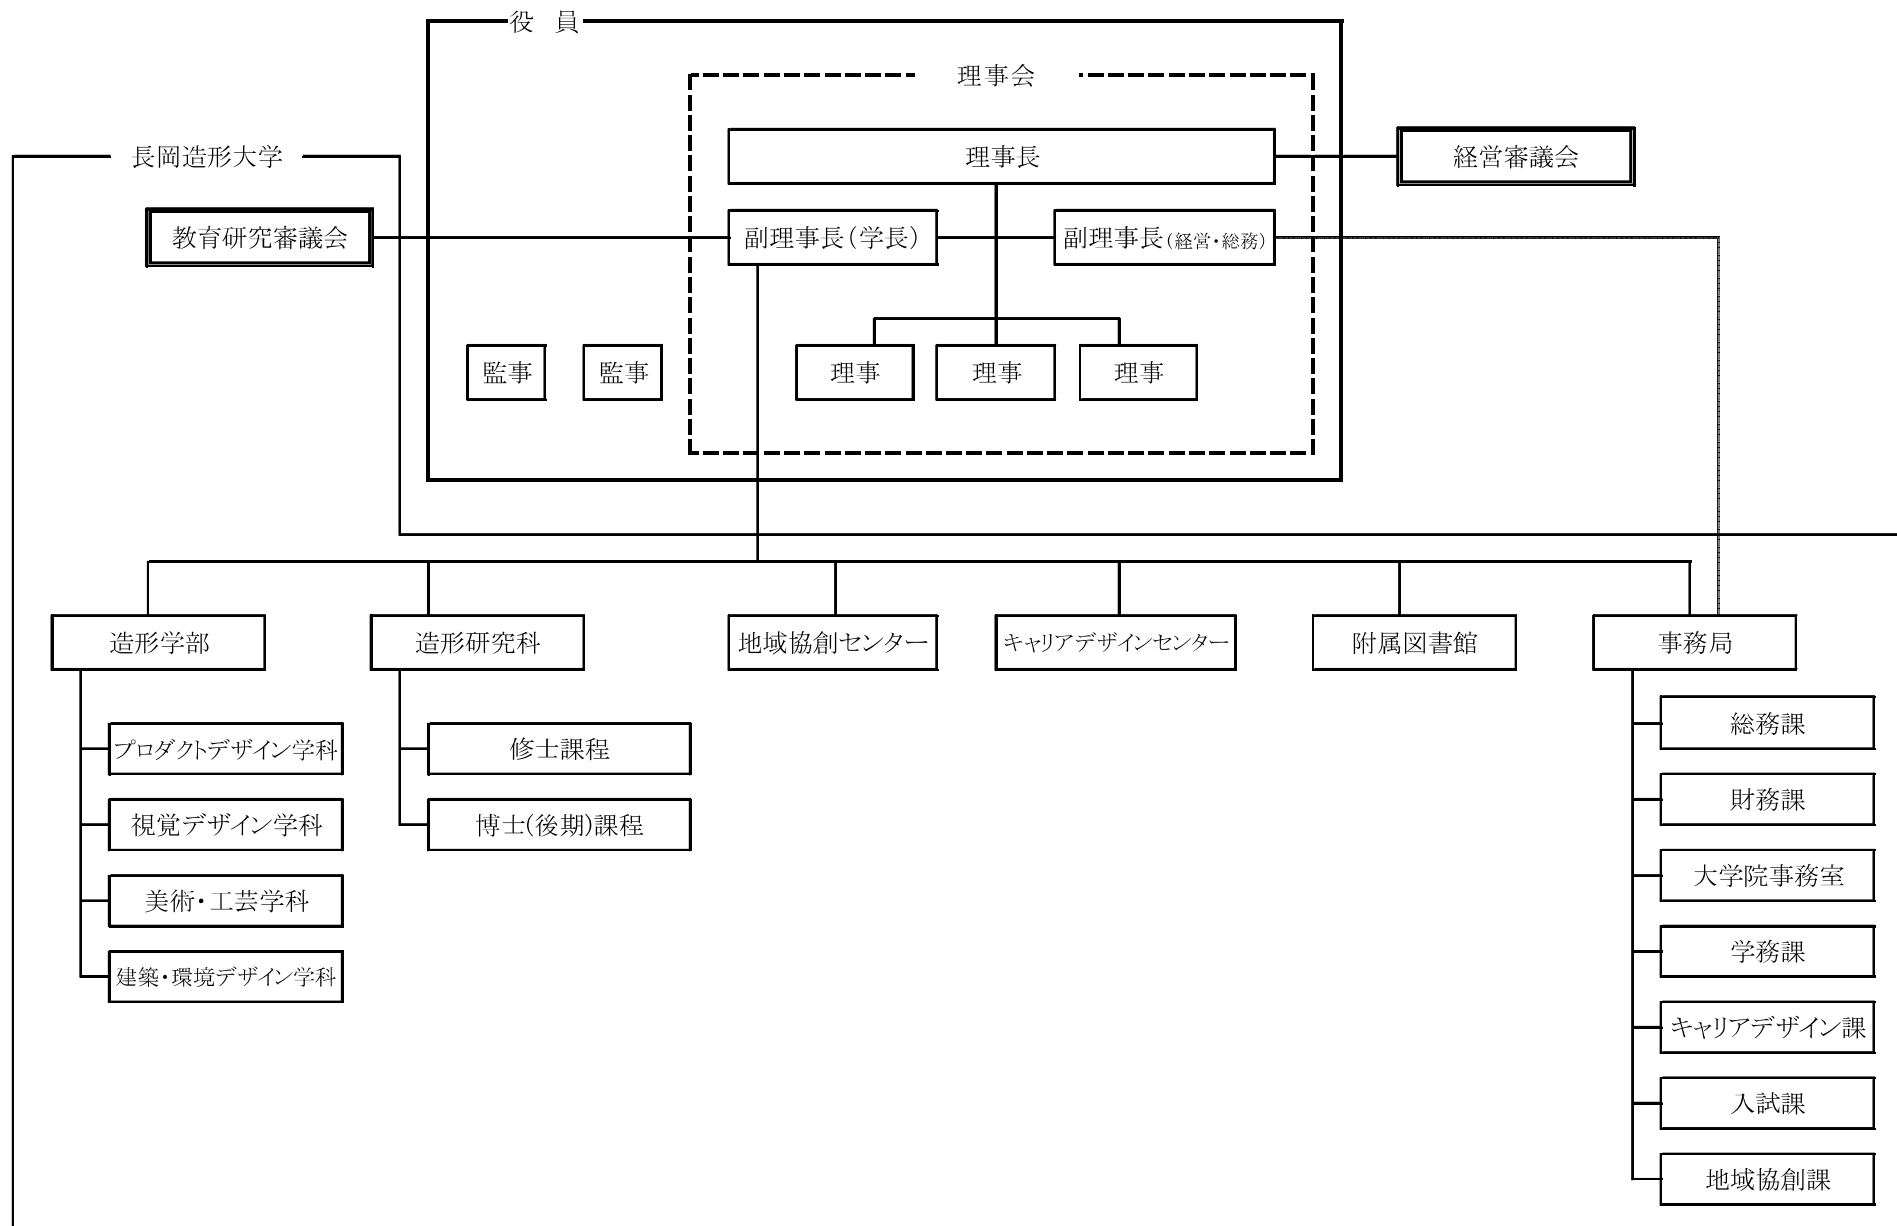 役　員
理事会
長岡造形大学
理事長
経営審議会
教育研究審議会
副理事長（学長）
副理事長（経営・総務）
監事
監事
理事
理事
理事
造形学部
造形研究科
地域協創センター
キャリアデザインセンター
附属図書館
事務局
プロダクトデザイン学科
視覚デザイン学科
美術・工芸学科
建築・環境デザイン学科
修士課程
博士(後期)課程
総務課
財務課
大学院事務室
学務課
キャリアデザイン課
入試課
地域協創課